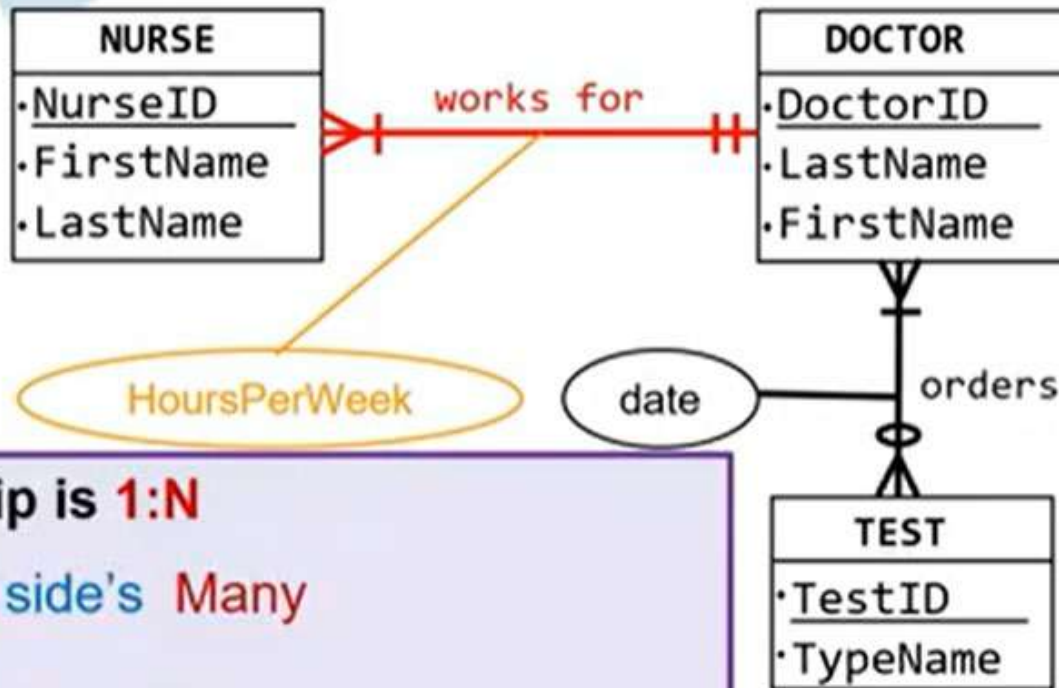 NURSE
·NurseID
·FirstName
·LastName
works for
DOCTOR
·DoctorID
·LastName
·FirstName
HoursPerWeek
date
orders
is 1:N
side's Many
TEST
·TestID
·TypeName